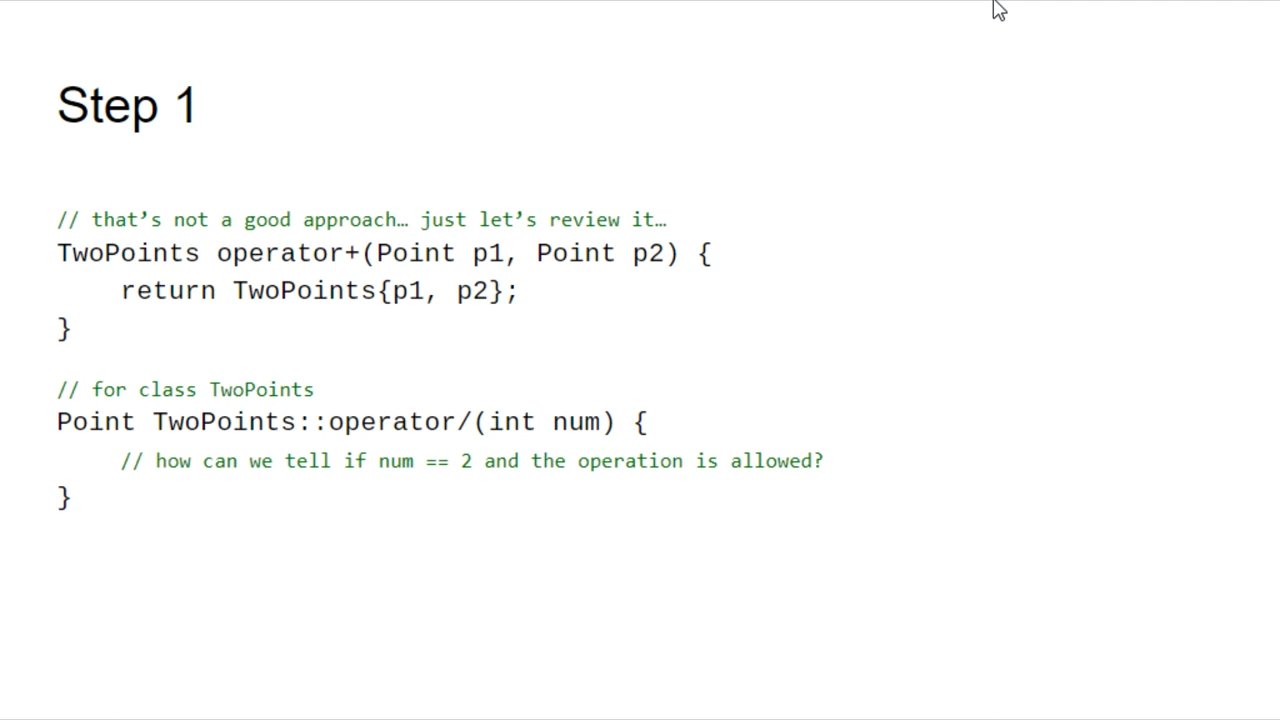 Step 1
// that’s not a good approach… just let’s review it…
TwoPoints operator+(Point p1, Point p2) {
return TwoPoints{p1, p2};
}
// for class TwoPoints
Point TwoPoints::operator/(int num) {
// how can we tell if num == 2 and the operation is allowed?
}